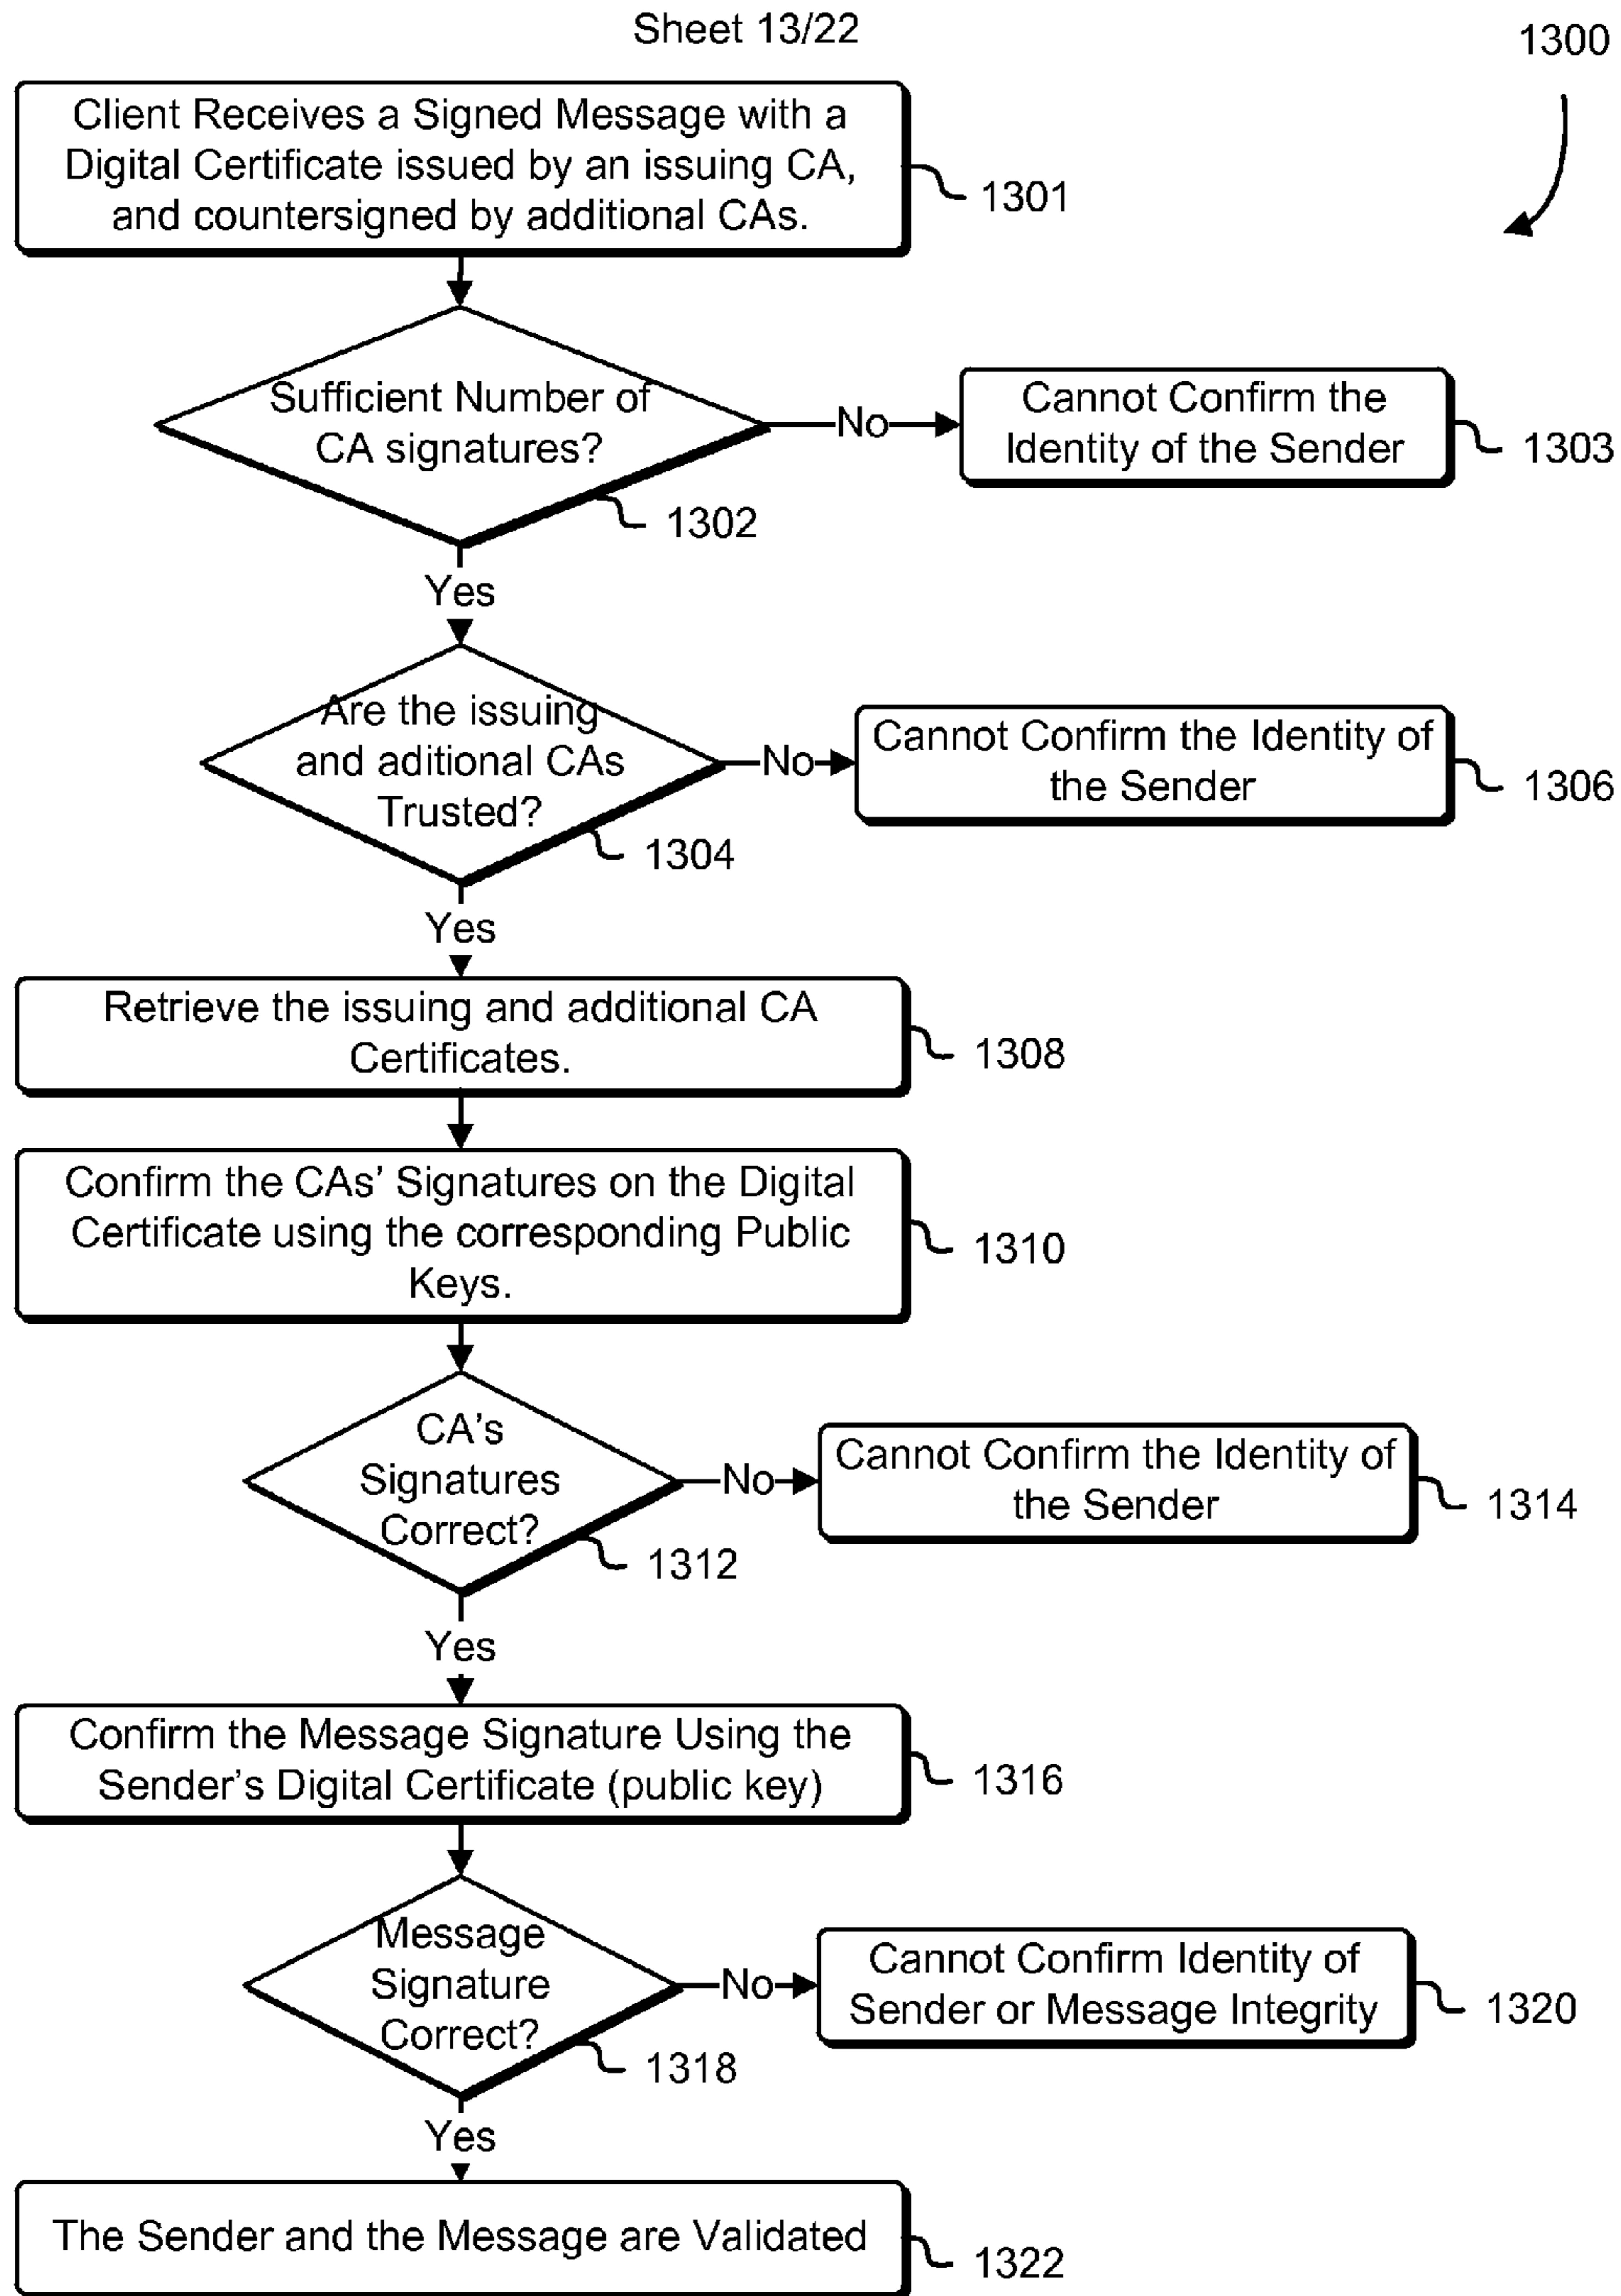 Sheet 13/22
1300
Client Receives a Signed Message with a
Digital Certificate issued by an issuing CA,
and countersigned by additional CAs.
1301
Sufficient Number of
CA signatures?
1302
No
Cannot Confirm the
Identity of the Sender
1303
Yes
Are the issuing
and aditional CAs
Trusted?
1304
No
Cannot Confirm the Identity of
the Sender
1306
Yes
Retrieve the issuing and additional CA
Certificates.
1308
Confirm the CAs' Signatures on the Digital
Certificate using the corresponding Public
Keys.
1310
CA's
Signatures
Correct?
1312
No
Cannot Confirm the Identity of
the Sender
1314
Yes
Confirm the Message Signature Using the
Sender's Digital Certificate (public key)
1316
Message
Signature
Correct?
1318
No
Cannot Confirm Identity of
Sender or Message Integrity
1320
Yes
The Sender and the Message are Validated
1322